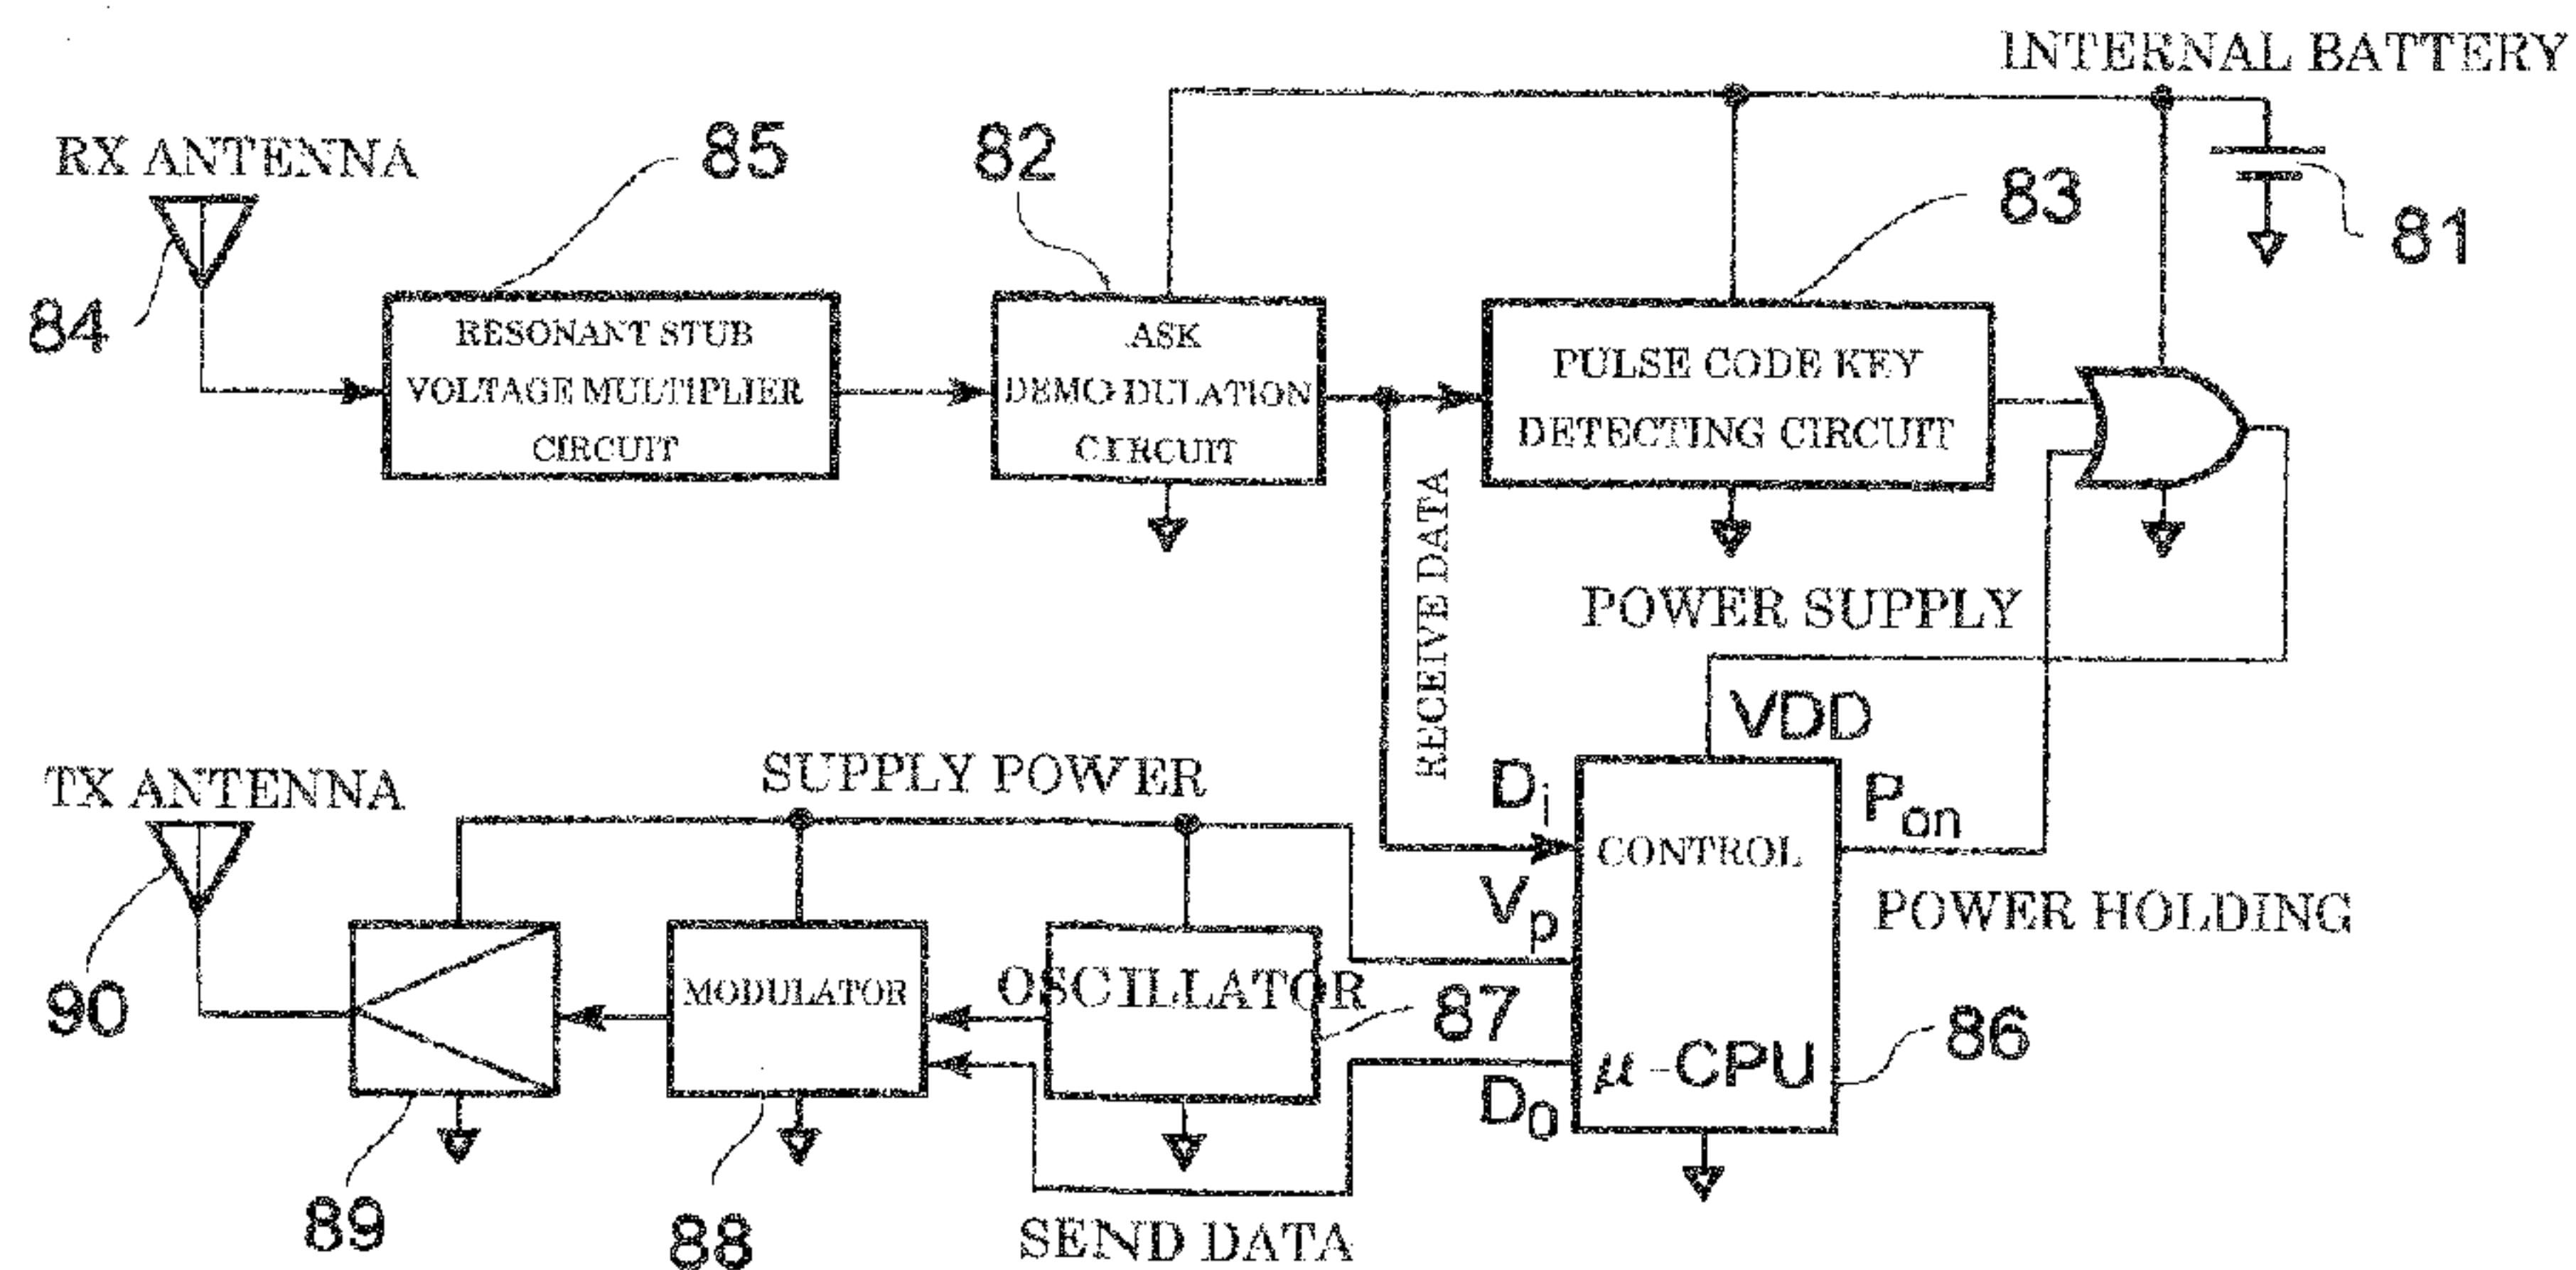 INTERNAL BATTERY
RX ANTENNA
85
82
83
81
84
RESONANT STUB
VOLTAGE MULTIPLIER
CIRCUIT
ASK
DEMO DULATION
CIRCUIT
PULSE CODE KEY
DETECTING CIRCUIT
RECEIVE DATA
POWER SUPPLY
VDD
TX ANTENNA
SUPPLY POWER
Di
Pon
CONTROL
Vp
POWER HOLDING
90
MODULATOR
OSCILLATOR
87
86
μ-CPU
D0
89
88
SEND DATA